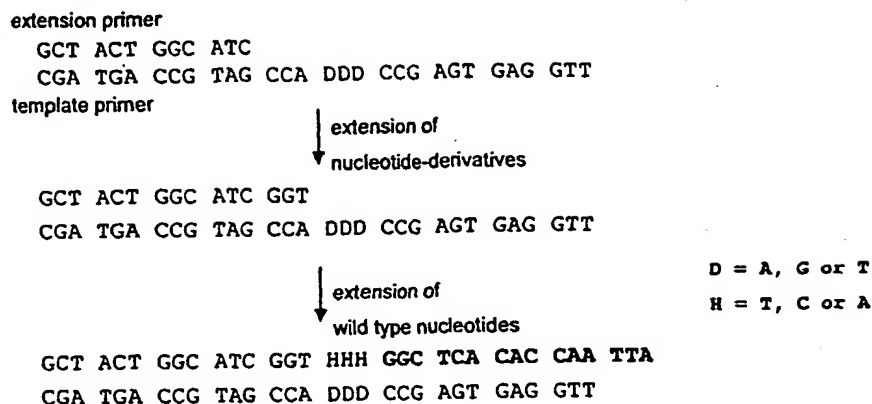 extension primer
GCT ACT GGC ATC
CGA TGA CCG TAG CCA DDD CCG AGT GAG GTT
template primer
extension of
nucleotide-derivatives
GCT ACT GGC ATC GGT
CGA TGA CCG TAG CCA DDD CCG AGT GAG GTT
D = A, G or T
H = T, C or A
extension of
wild type nucleotides
GCT ACT GGC ATC GGT HHH GGC TCA CAC CAA TTA
CGA TGA CCG TAG CCA DDD CCG AGT GAG GTT